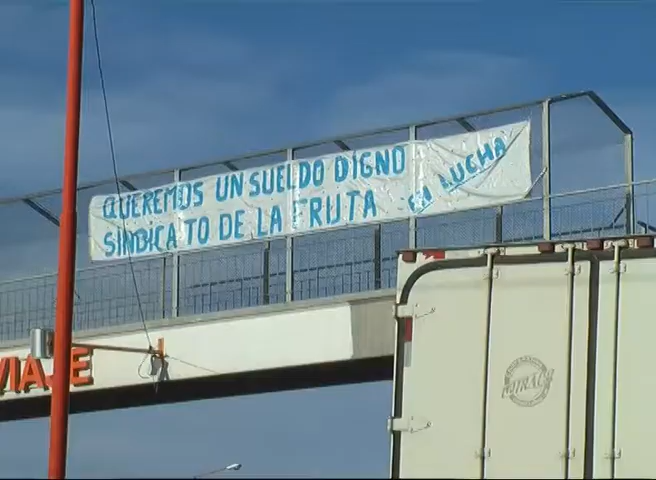 QUEREMOS UN SUELDO DIGNO
SINDICATO DE LA FRUTA EN LUCHA
VIAJE